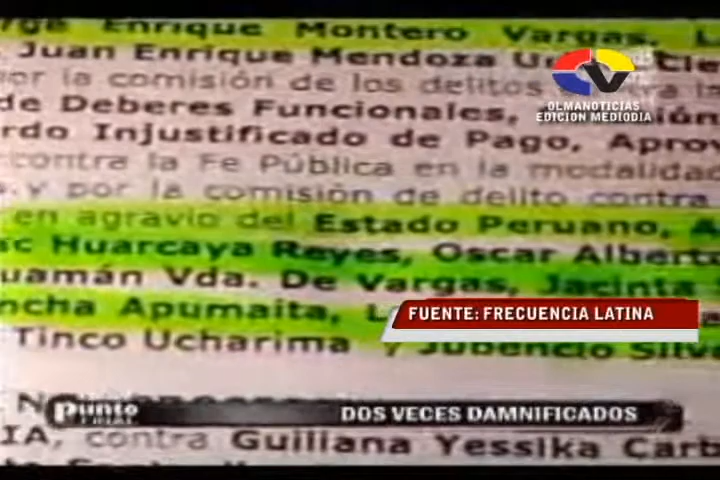 Enrique Montero Vargas, L
Juan Enrique Mendoza
por la comisión de los delitos
de Deberes Funcionales,
Injustificado de Pago, Aprov
contra la Fe Pública en la modalidad
y por la comisión de delito contra
en agravio del Estado Peruano, A
Huarcaya Reyes, Oscar Alberto
Vda. De Vargas, Jacinta
Apumaita, L
Tinco Ucharima y Jubencio Silve
contra Guiliana Yessika Carb
OLMANOTICIAS
EDICION MEDIODIA
FUENTE: FRECUENCIA LATINA
punto
DOS VECES DAMNIFICADOS